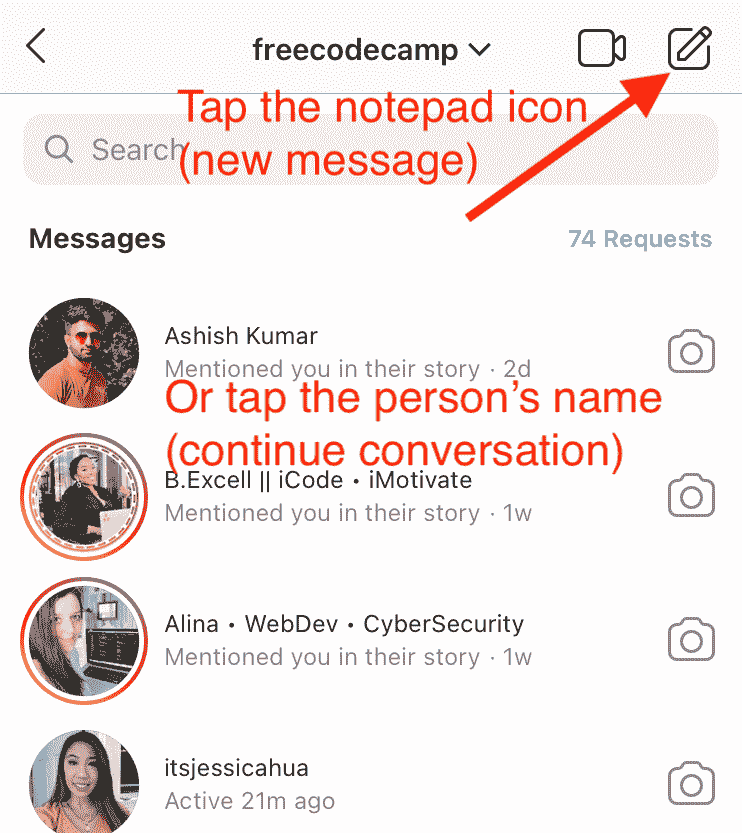 freecodecamp
Tap the notepad icon
Search
(new message)
Messages
74 Requests
Ashish Kumar
Mentioned you in their story · 2d
Or tap the person's name
(continue conversation)
B.Excell || iCode • iMotivate
Mentioned you in their story · 1w
Alina • WebDev • CyberSecurity
Mentioned you in their story · 1w
itsjessicahua
Active 21m ago